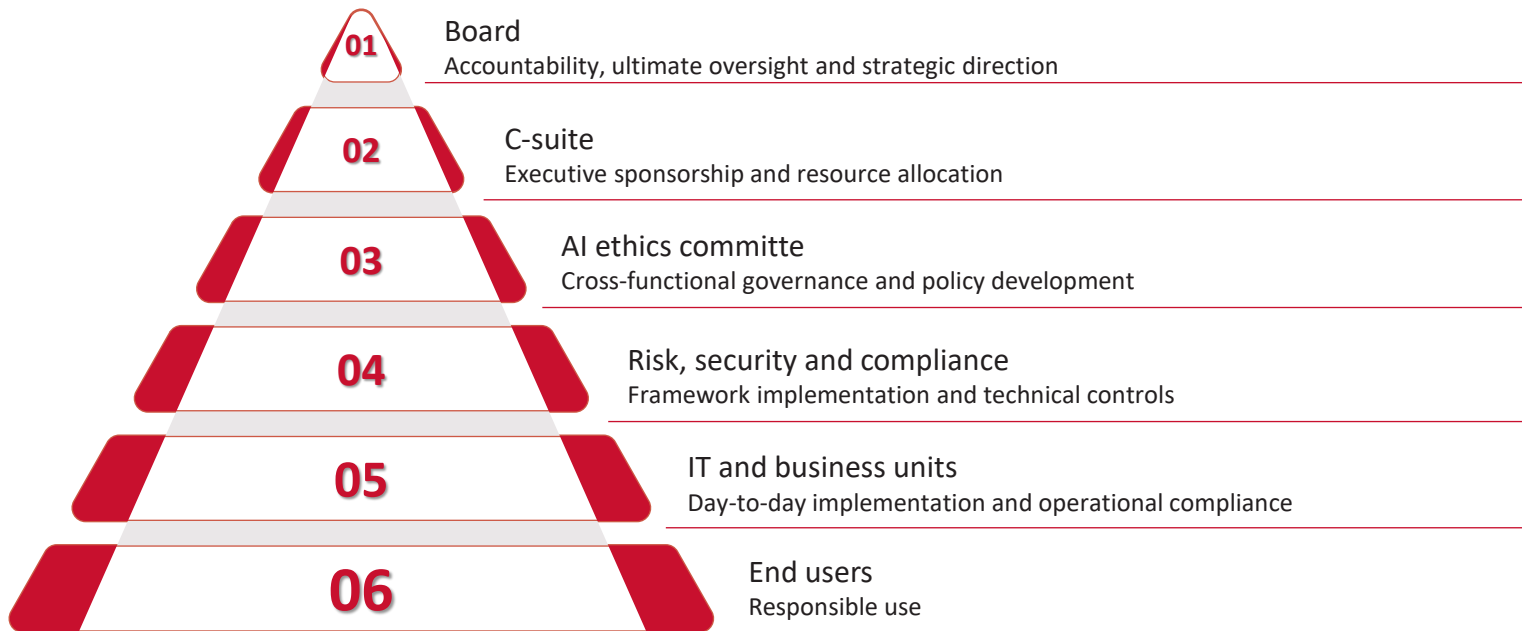 01
Board
Accountability, ultimate oversight and strategic direction
02
C-suite
Executive sponsorship and resource allocation
03
AI ethics committe
Cross-functional governance and policy development
04
Risk, security and compliance
Framework implementation and technical controls
05
IT and business units
Day-to-day implementation and operational compliance
06
End users
Responsible use